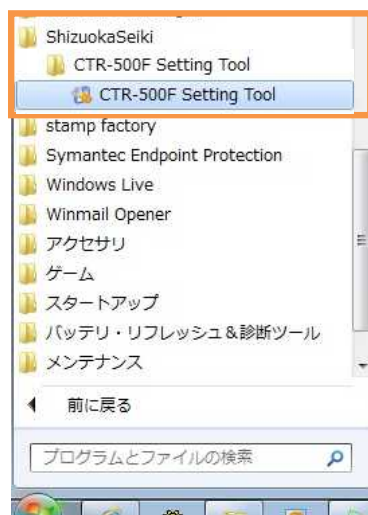 ShizuokaSeiki
CTR-500F Setting Tool
CTR-500F Setting Tool
stamp factory
Symantec Endpoint Protection
Windows Live
Winmail Opener
アクセサリ
ゲーム
スタートアップ
バッテリ・リフレッシュ＆診断ツール
メンテナンス
前に戻る
プログラムとファイルの検索